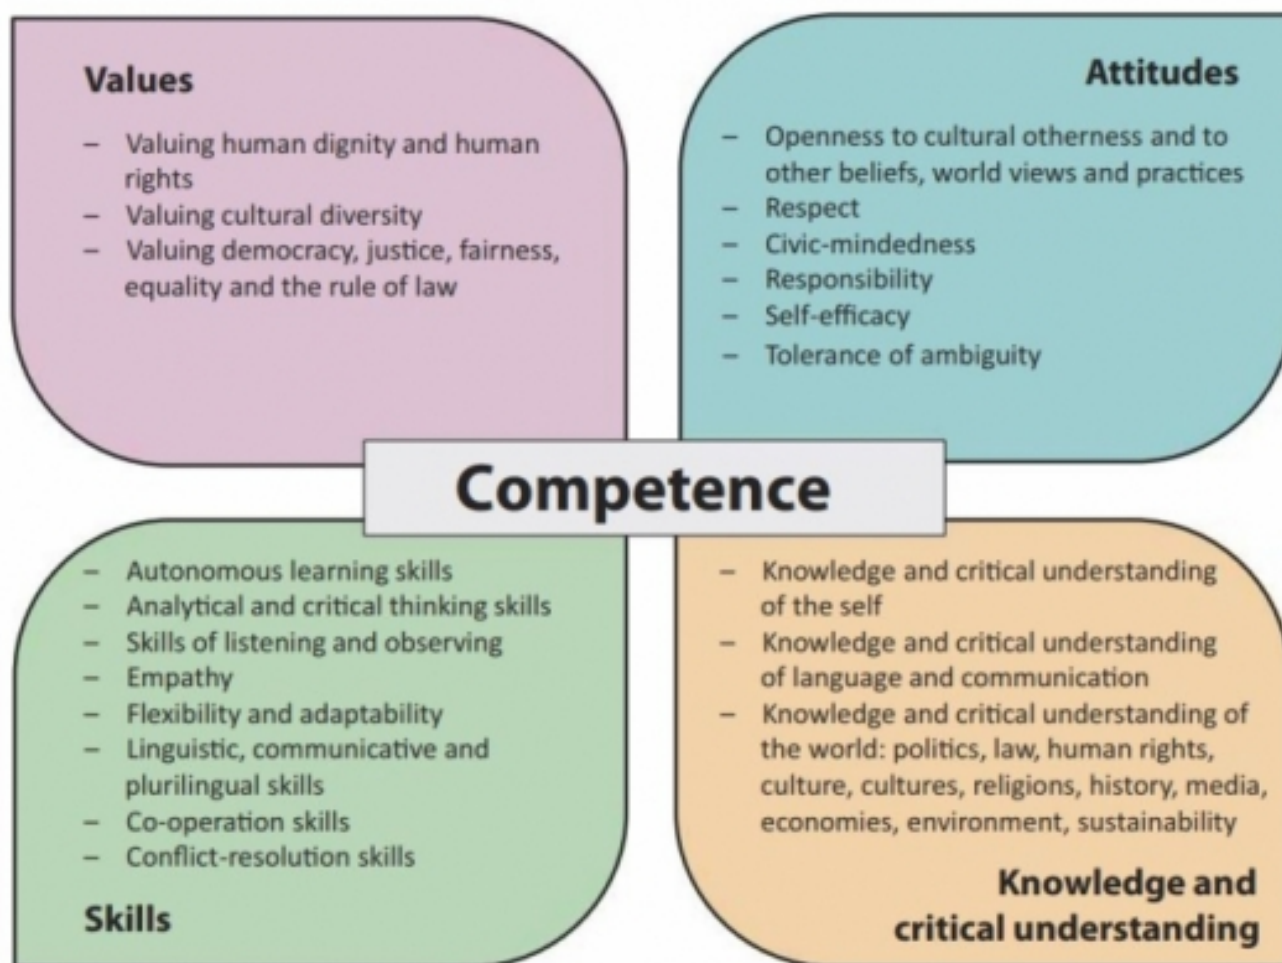 Values
– Valuing human dignity and human
rights
– Valuing cultural diversity
– Valuing democracy, justice, fairness,
equality and the rule of law
Attitudes
– Openness to cultural otherness and to
other beliefs, world views and practices
– Respect
– Civic-mindedness
– Responsibility
– Self-efficacy
– Tolerance of ambiguity
Competence
– Autonomous learning skills
– Analytical and critical thinking skills
– Skills of listening and observing
– Empathy
– Flexibility and adaptability
– Linguistic, communicative and
plurilingual skills
– Co-operation skills
– Conflict-resolution skills
Skills
– Knowledge and critical understanding
of the self
– Knowledge and critical understanding
of language and communication
– Knowledge and critical understanding of
the world: politics, law, human rights,
culture, cultures, religions, history, media,
economies, environment, sustainability
Knowledge and
critical understanding